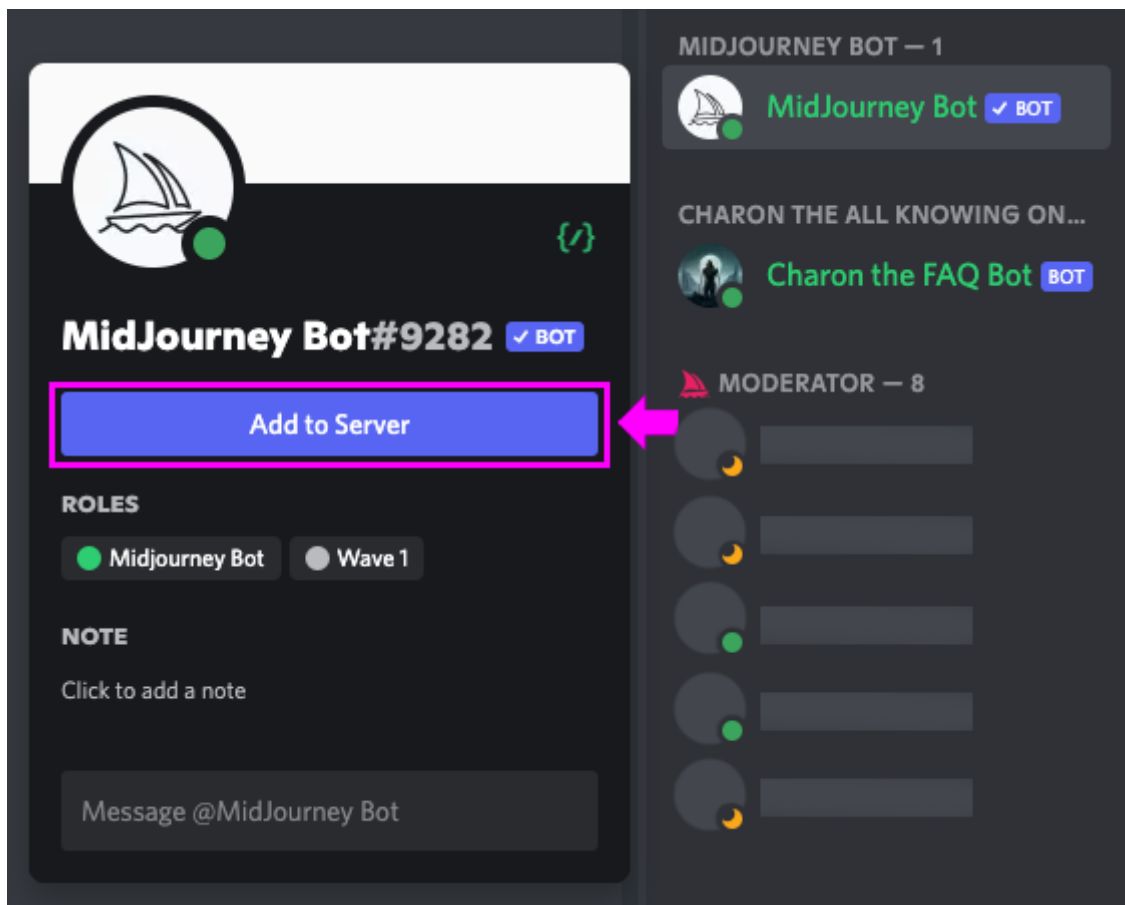 MidJourney Bot#9282 ✓ BOT
Add to Server
ROLES
Midjourney Bot
Wave 1
NOTE
Click to add a note
Message @MidJourney Bot
MIDJOURNEY BOT — 1
MidJourney Bot ✓ BOT
CHARON THE ALL KNOWING ON...
Charon the FAQ Bot BOT
MODERATOR — 8